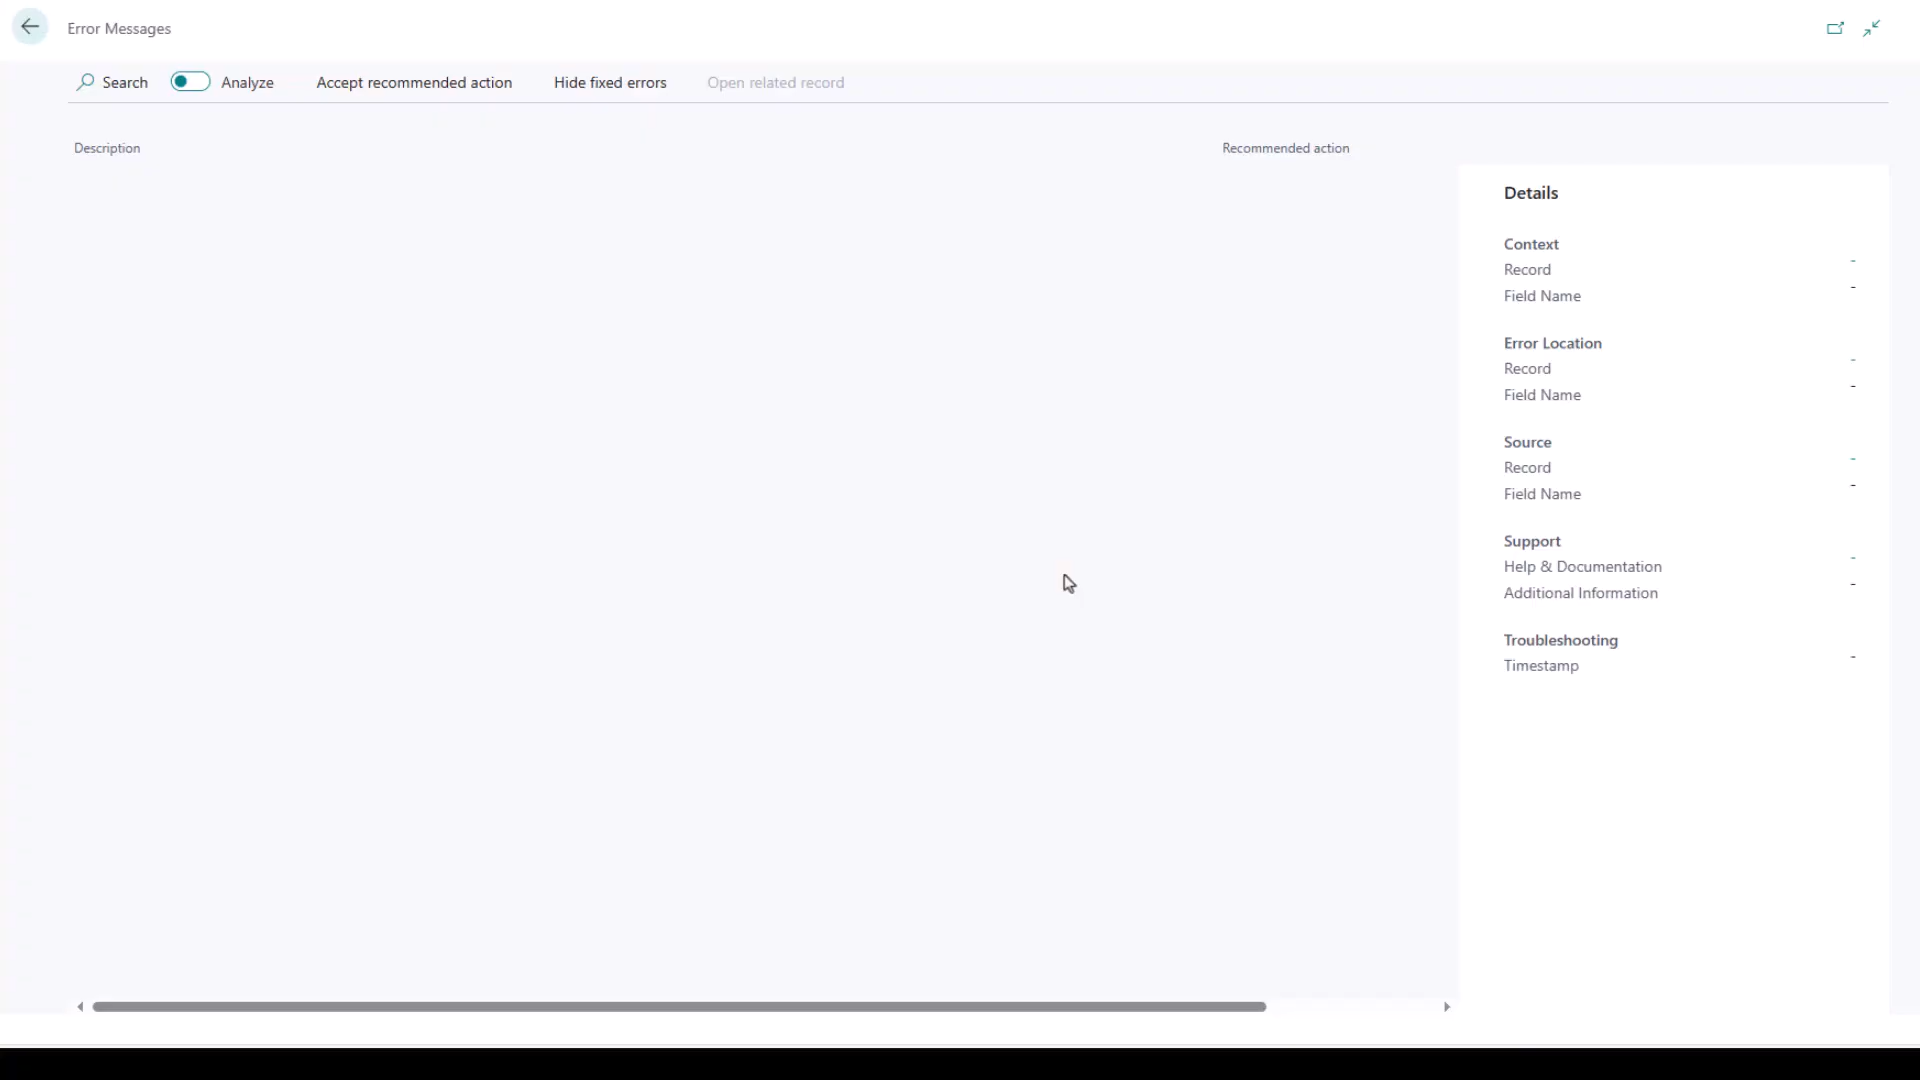 Error Messages
Search
Analyze
Accept recommended action
Hide fixed errors
Open related record
Description
Recommended action
Details
Context
Record -
Field Name -
Error Location
Record -
Field Name -
Source
Record -
Field Name -
Support
Help & Documentation -
Additional Information -
Troubleshooting
Timestamp -